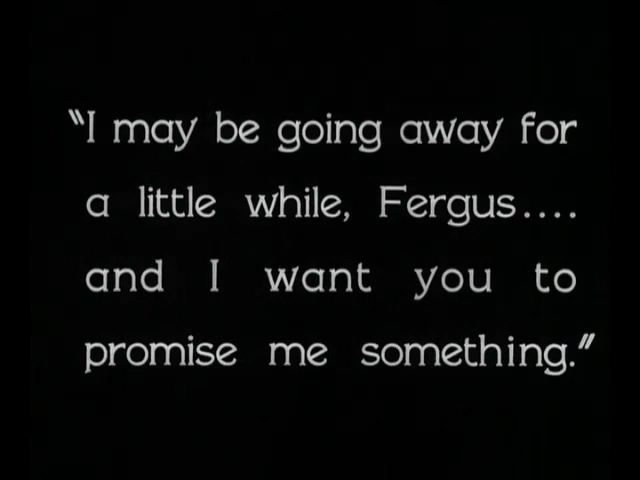 “I may be going away for
a little while, Fergus....
and I want you to
promise me something.”